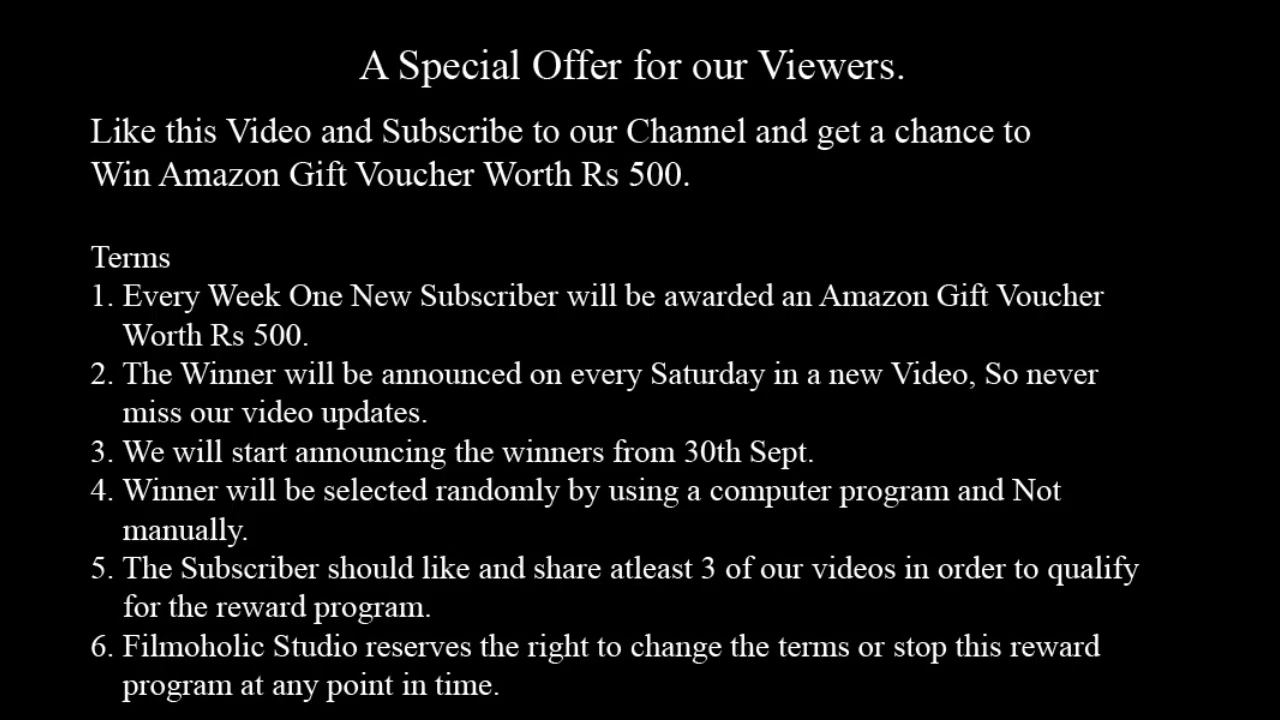 A Special Offer for our Viewers.
Like this Video and Subscribe to our Channel and get a chance to
Win Amazon Gift Voucher Worth Rs 500.
Terms
1. Every Week One New Subscriber will be awarded an Amazon Gift Voucher
Worth Rs 500.
2. The Winner will be announced on every Saturday in a new Video, So never
miss our video updates.
3. We will start announcing the winners from 30th Sept.
4. Winner will be selected randomly by using a computer program and Not
manually.
5. The Subscriber should like and share atleast 3 of our videos in order to qualify
for the reward program.
6. Filmoholic Studio reserves the right to change the terms or stop this reward
program at any point in time.